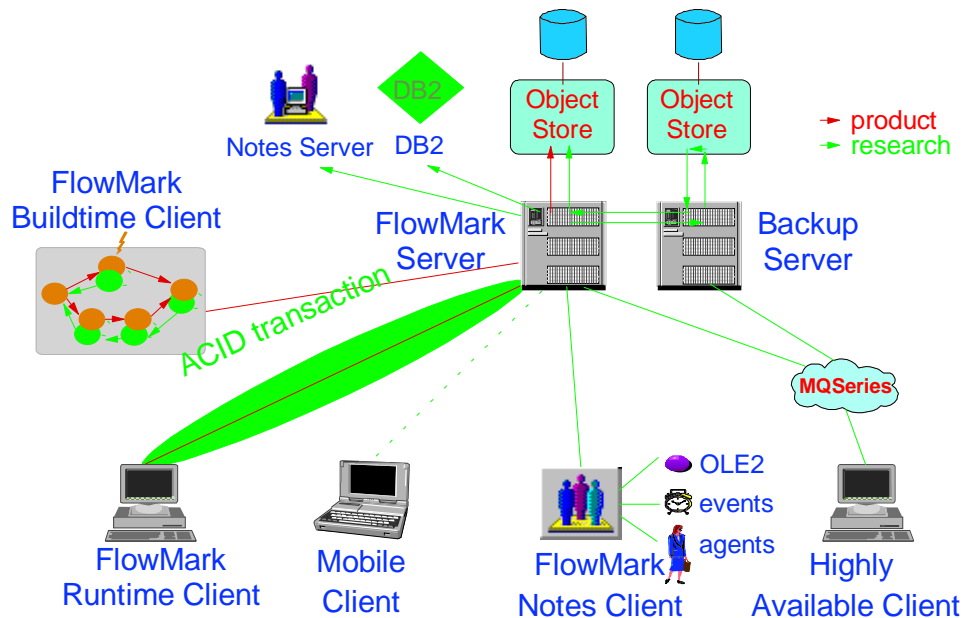 DB2
Object
Store
Object
Store
product
research
Notes Server
DB2
FlowMark
Buildtime Client
FlowMark
Server
Backup
Server
ACID transaction
MQSeries
OLE2
events
agents
FlowMark
Runtime Client
Mobile
Client
FlowMark
Notes Client
Highly
Available Client